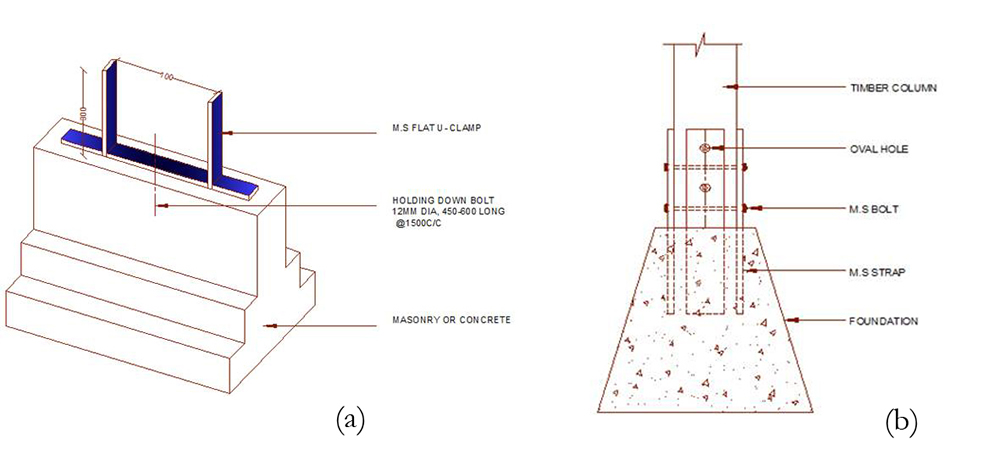 100
300
M.S FLAT U-CLAMP
HOLDING DOWN BOLT
12MM DIA, 450-600 LONG
@1500C/C
MASONRY OR CONCRETE
(a)
TIMBER COLUMN
OVAL HOLE
M.S BOLT
M.S STRAP
FOUNDATION
(b)